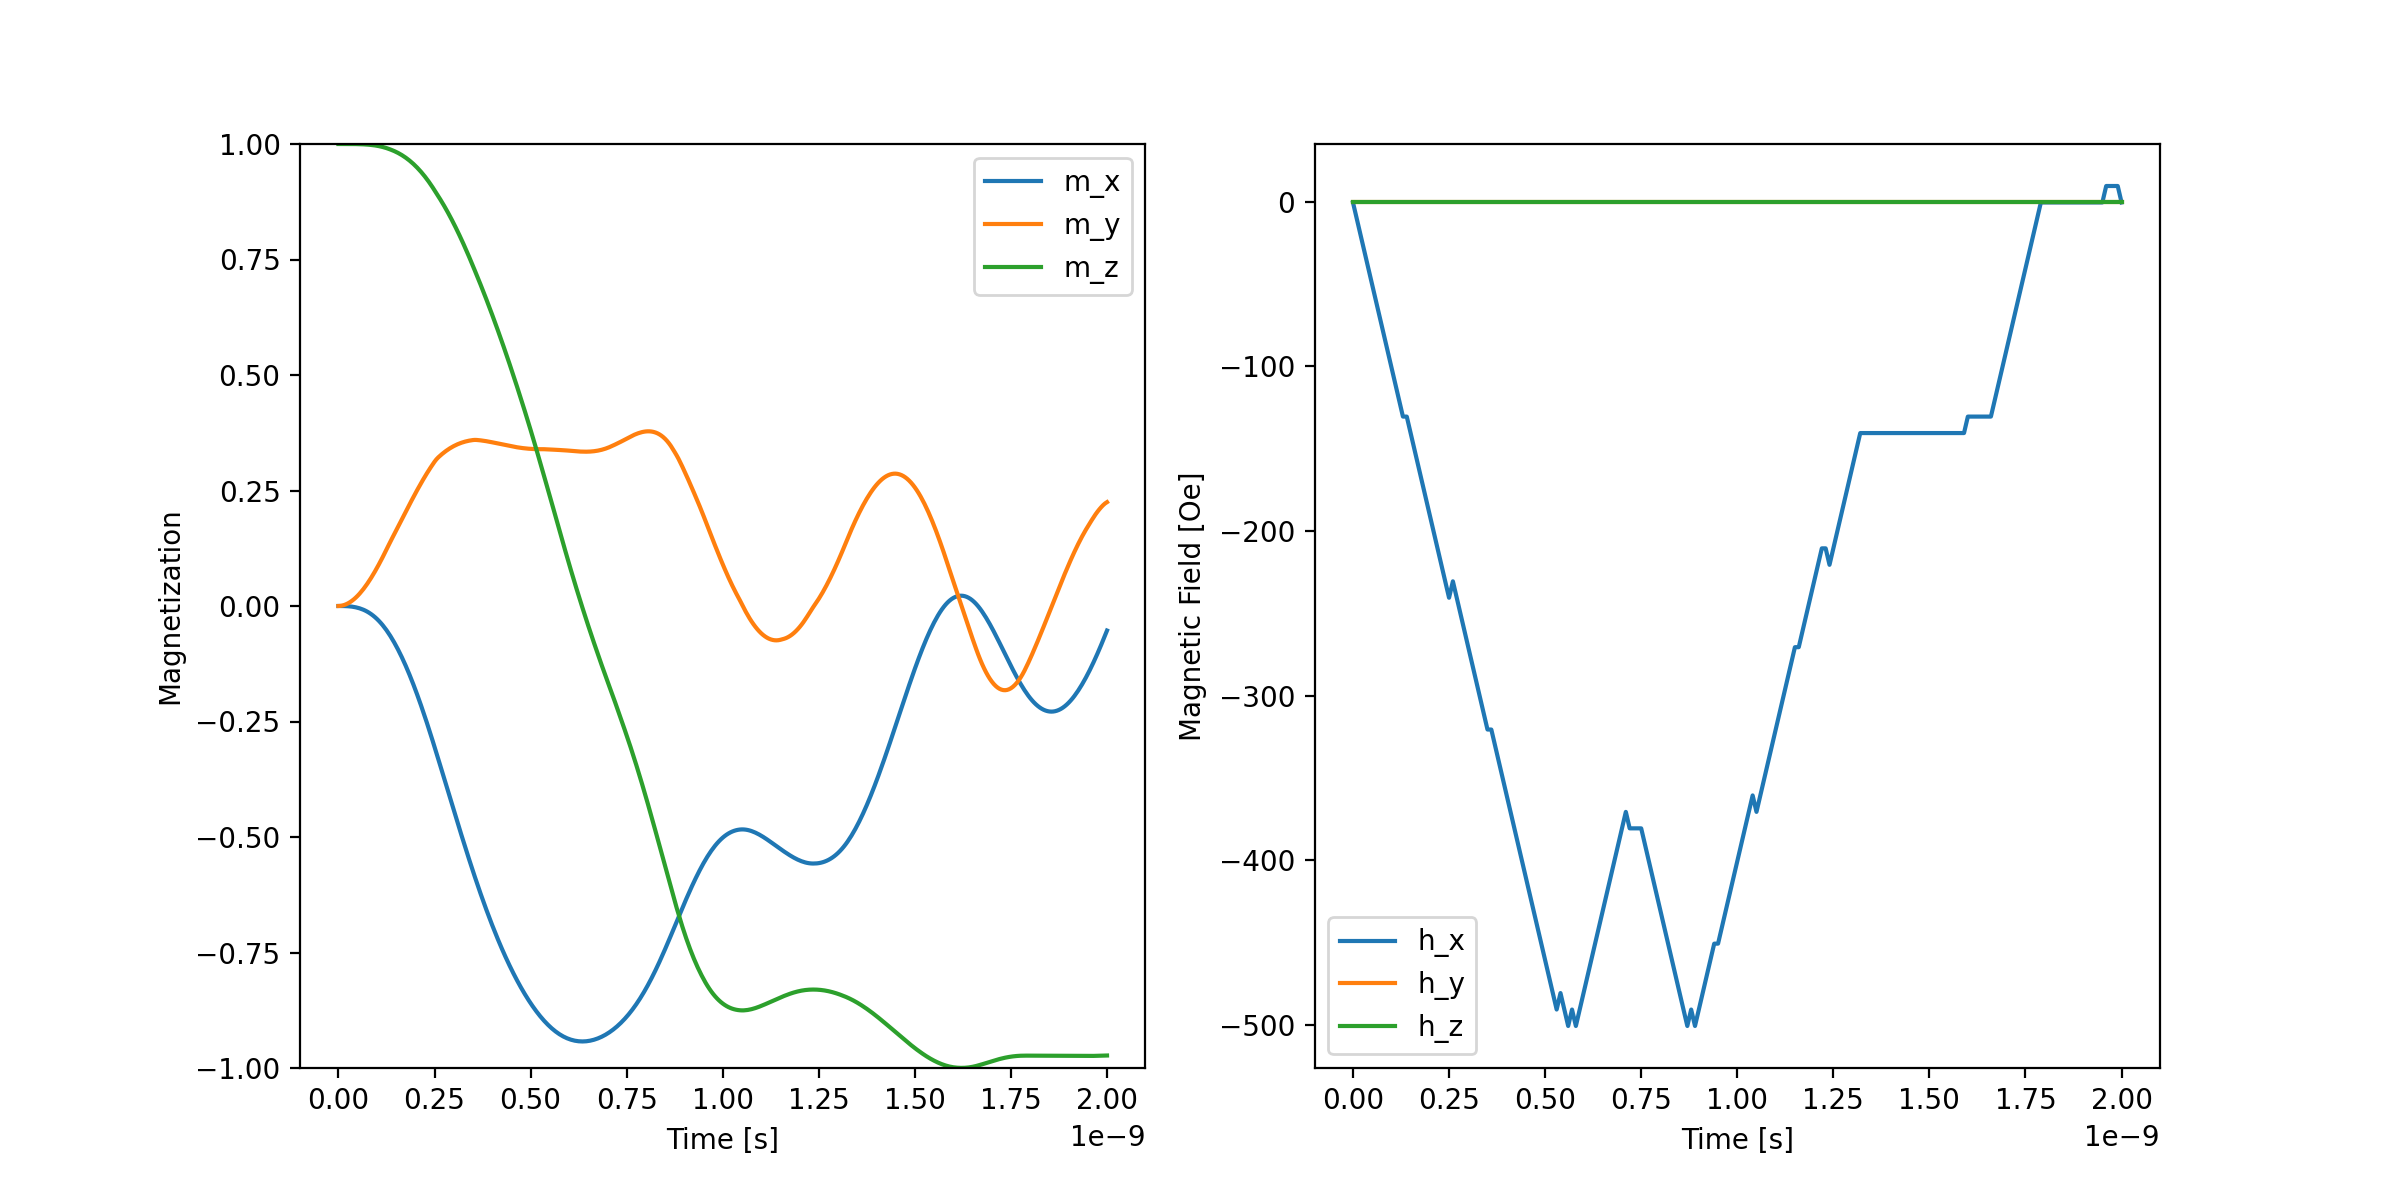 1.00
0.75
0.50
0.25
0.00
−0.25
−0.50
−0.75
−1.00
Magnetization
m_x
m_y
m_z
0.00 0.25 0.50 0.75 1.00 1.25 1.50 1.75 2.00
Time [s]
1e−9
0
−100
−200
−300
−400
−500
Magnetic Field [Oe]
h_x
h_y
h_z
0.00 0.25 0.50 0.75 1.00 1.25 1.50 1.75 2.00
Time [s]
1e−9